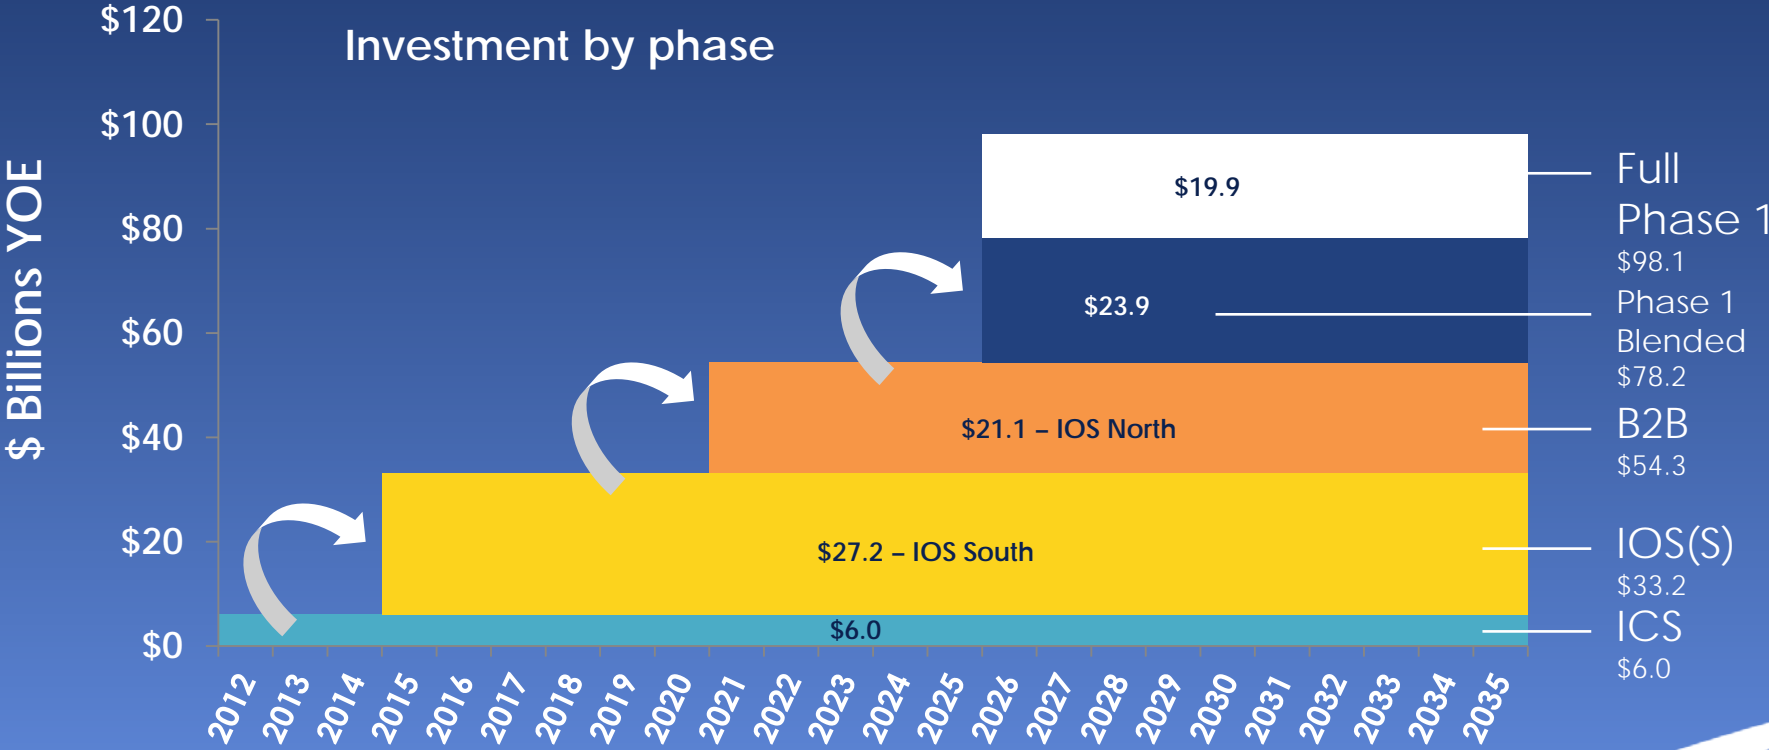 Investment by phase
$ Billions YOE
$120
$100
$80
$60
$40
$20
$0
$19.9
$23.9
$21.1 – IOS North
$27.2 – IOS South
$6.0
Full
Phase 1
$98.1
Phase 1
Blended
$78.2
B2B
$54.3
IOS(S)
$33.2
ICS
$6.0
2012 2013 2014 2015 2016 2017 2018 2019 2020 2021 2022 2023 2024 2025 2026 2027 2028 2029 2030 2031 2032 2033 2034 2035